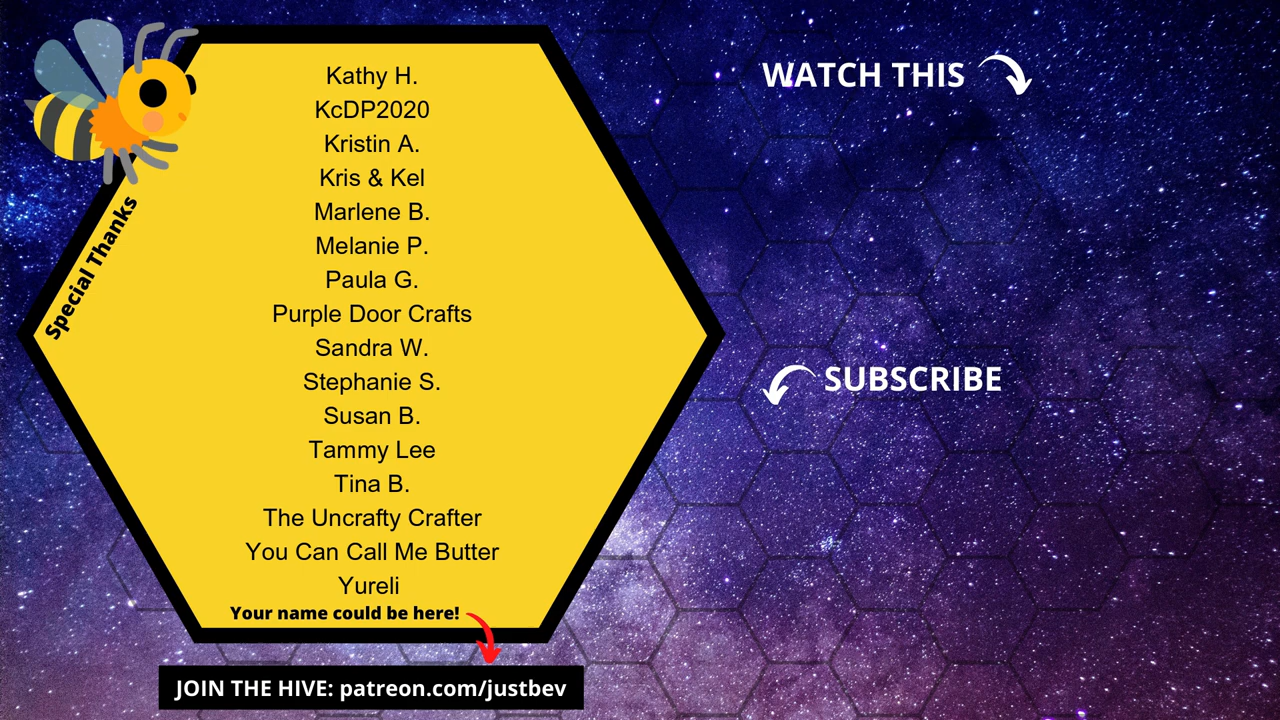 Special Thanks
Kathy H.
KcDP2020
Kristin A.
Kris & Kel
Marlene B.
Melanie P.
Paula G.
Purple Door Crafts
Sandra W.
Stephanie S.
Susan B.
Tammy Lee
Tina B.
The Uncrafty Crafter
You Can Call Me Butter
Yureli
Your name could be here!
JOIN THE HIVE: patreon.com/justbev
WATCH THIS
SUBSCRIBE